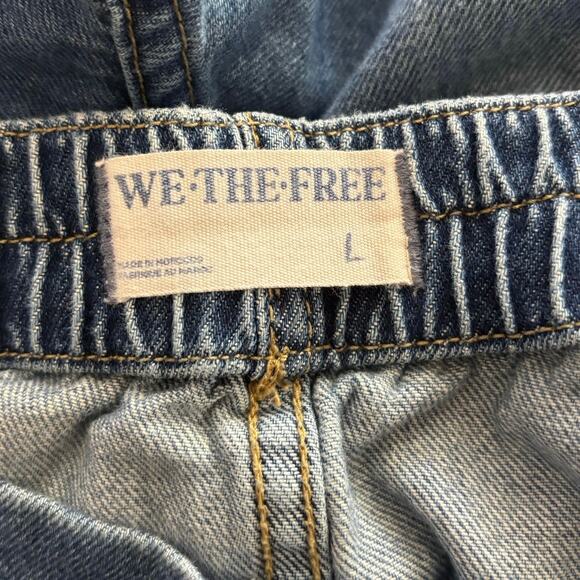 WE·THE·FREE
L
MADE IN MOROCCO
FABRIQUE AU MAROC